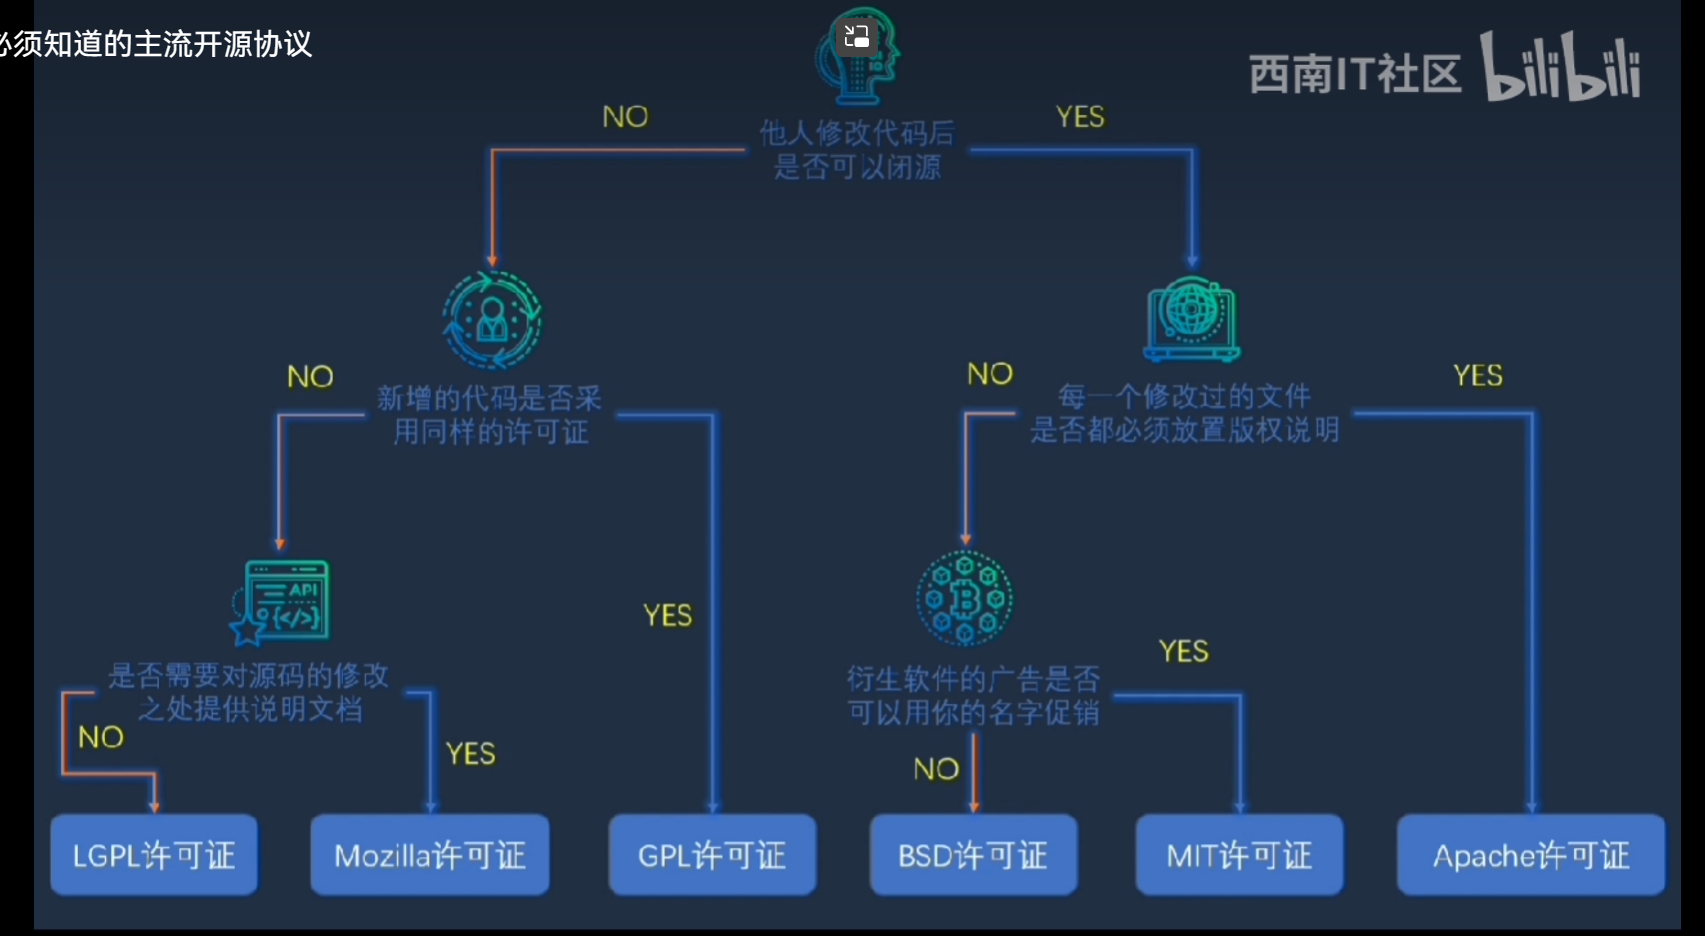 必须知道的主流开源协议
西南IT社区 bilibili
NO
YES
他人修改代码后
是否可以闭源
NO
新增的代码是否采
用同样的许可证
NO
每一个修改过的文件
是否都必须放置版权说明
YES
API
{</>}
是否需要对源码的修改
之处提供说明文档
NO
YES
YES
衍生软件的广告是否
可以用你的名字促销
YES
NO
LGPL许可证
Mozilla许可证
GPL许可证
BSD许可证
MIT许可证
Apache许可证